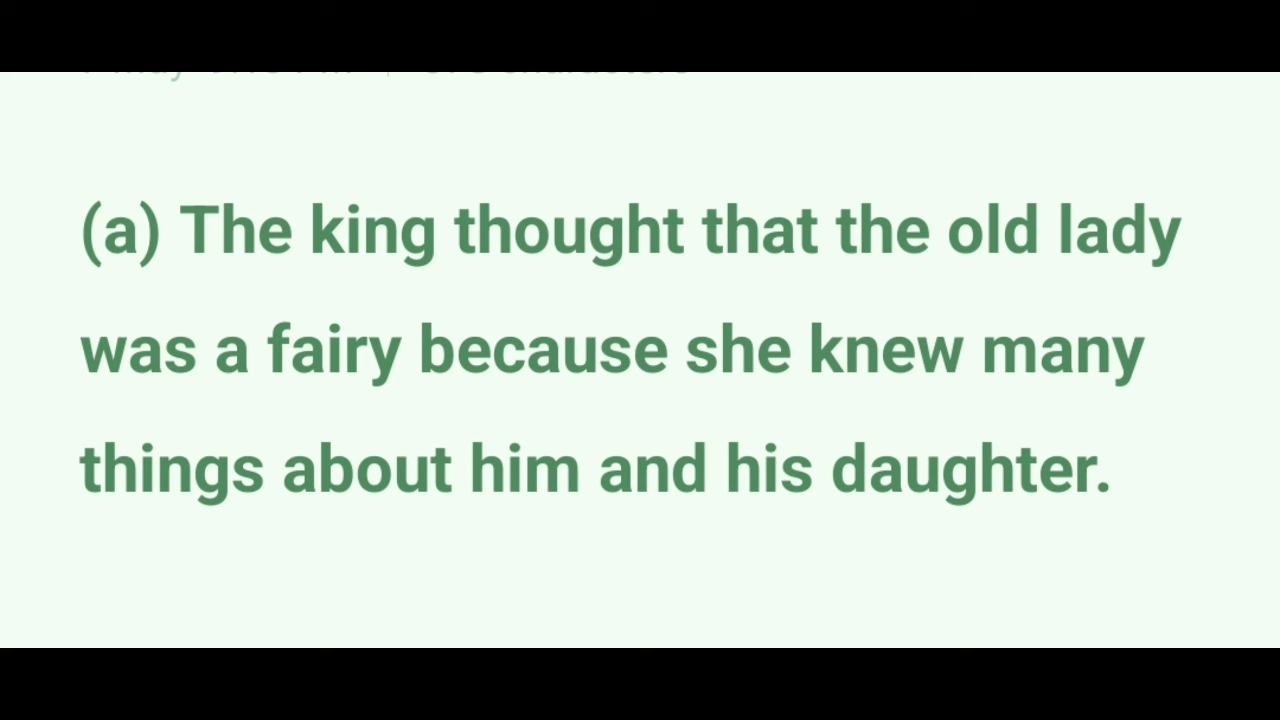 (a) The king thought that the old lady
was a fairy because she knew many
things about him and his daughter.